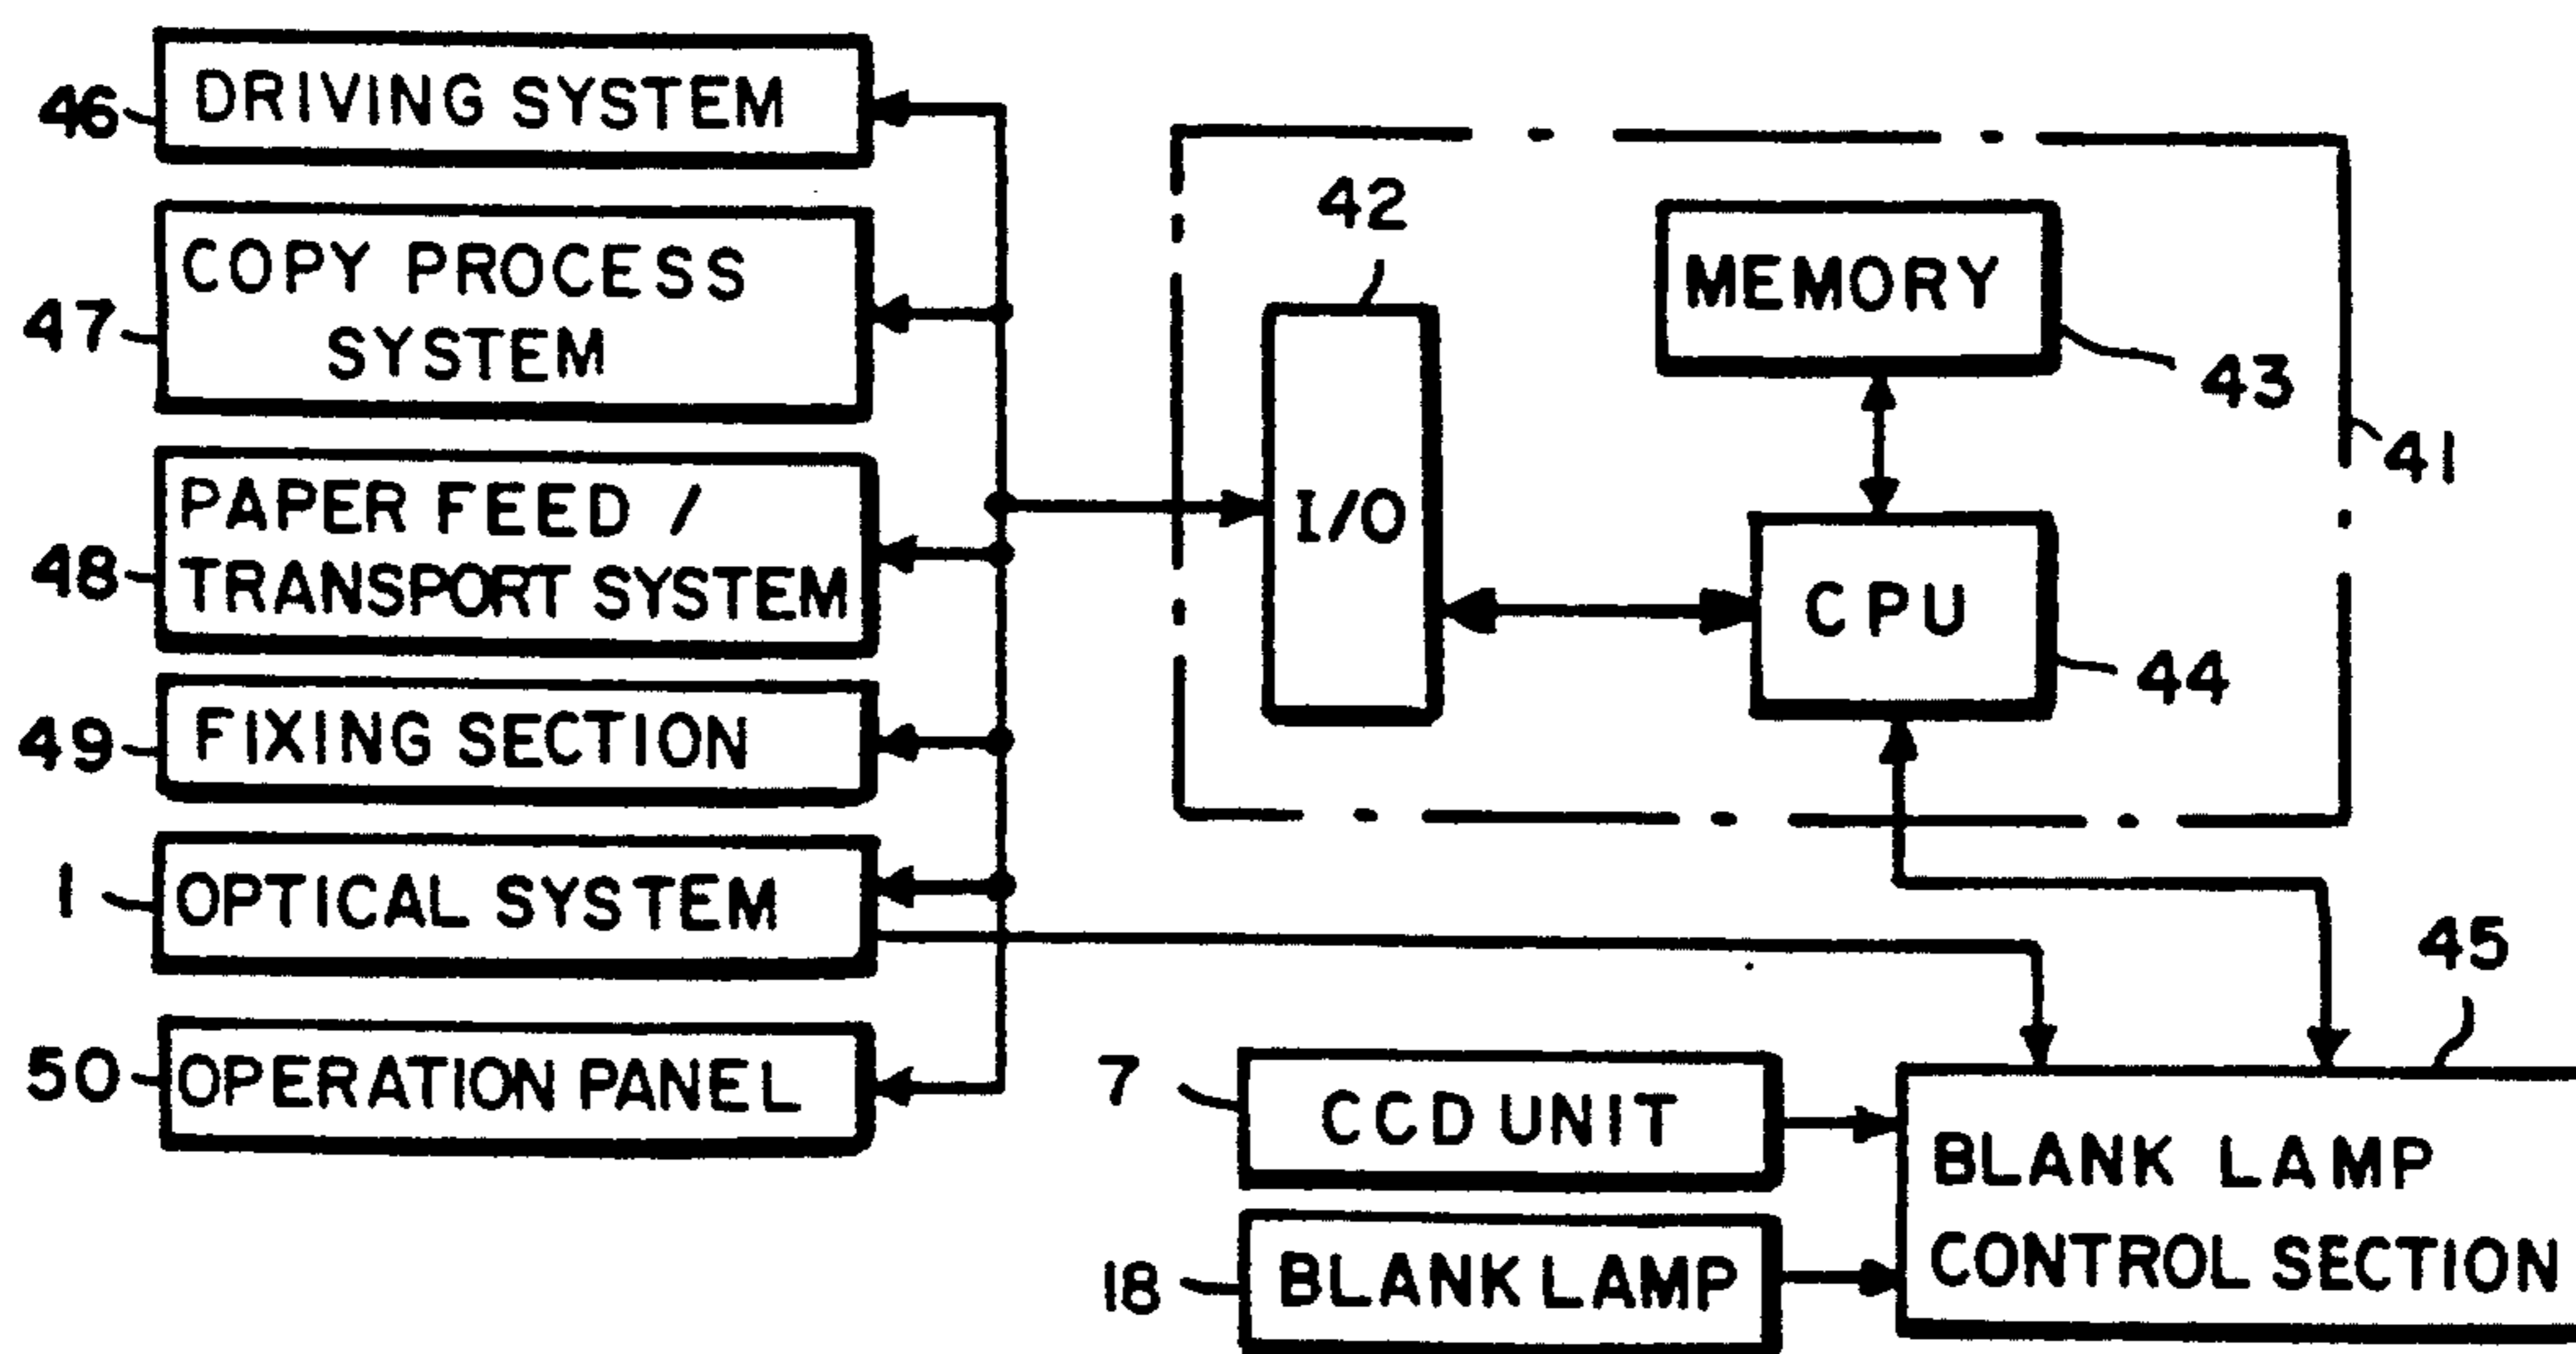 46
DRIVING SYSTEM
47
COPY PROCESS
SYSTEM
48
PAPER FEED /
TRANSPORT SYSTEM
49
FIXING SECTION
1
OPTICAL SYSTEM
50
OPERATION PANEL
42
I/O
MEMORY
43
41
CPU
44
45
7
CCD UNIT
18
BLANK LAMP
BLANK LAMP
CONTROL SECTION